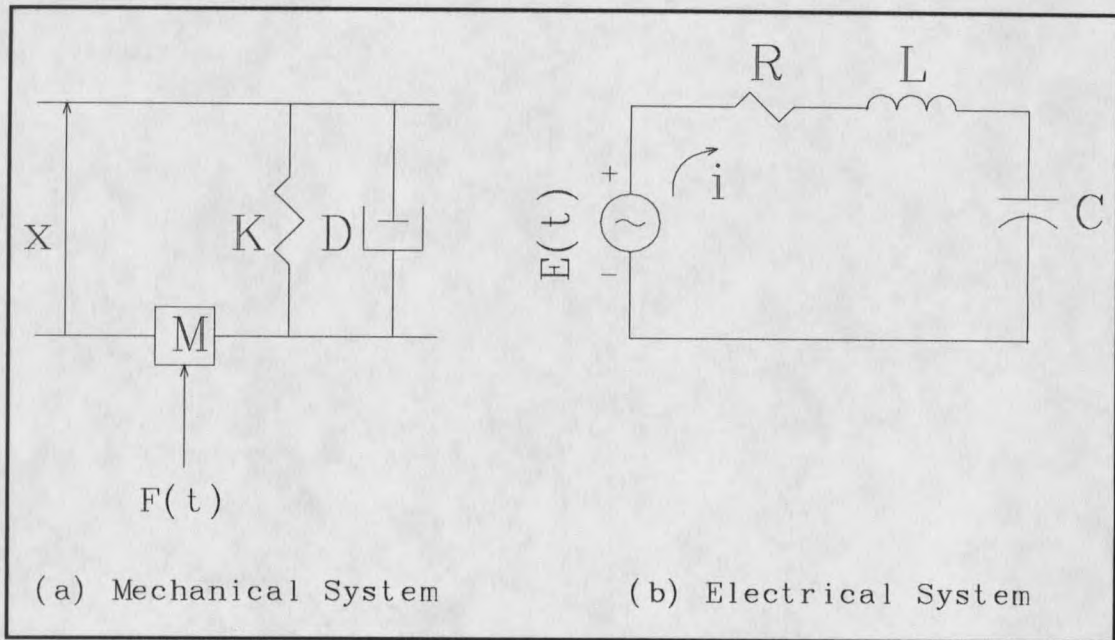 R
L
+
i
K
D
E(t)
C
x
-
M
F(t)
(a) Mechanical System
(b) Electrical System